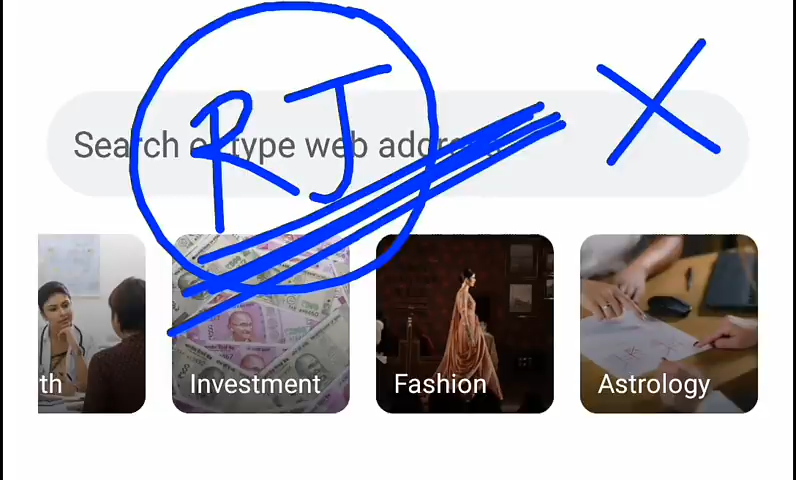 RJ X
Search or type web address
th
Investment
Fashion
Astrology